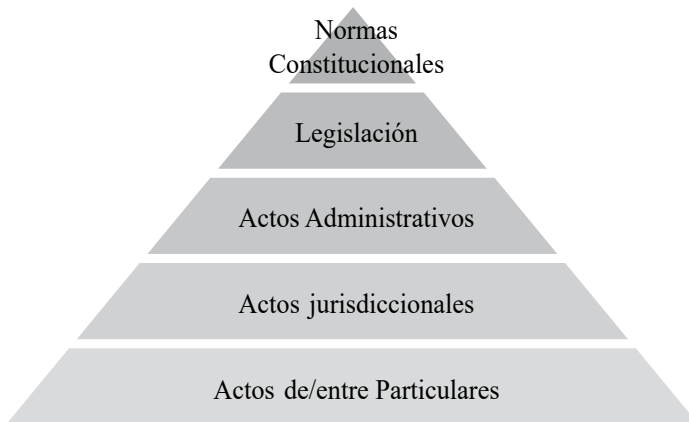 Normas
Constitucionales
Legislación
Actos Administrativos
Actos jurisdiccionales
Actos de/entre Particulares